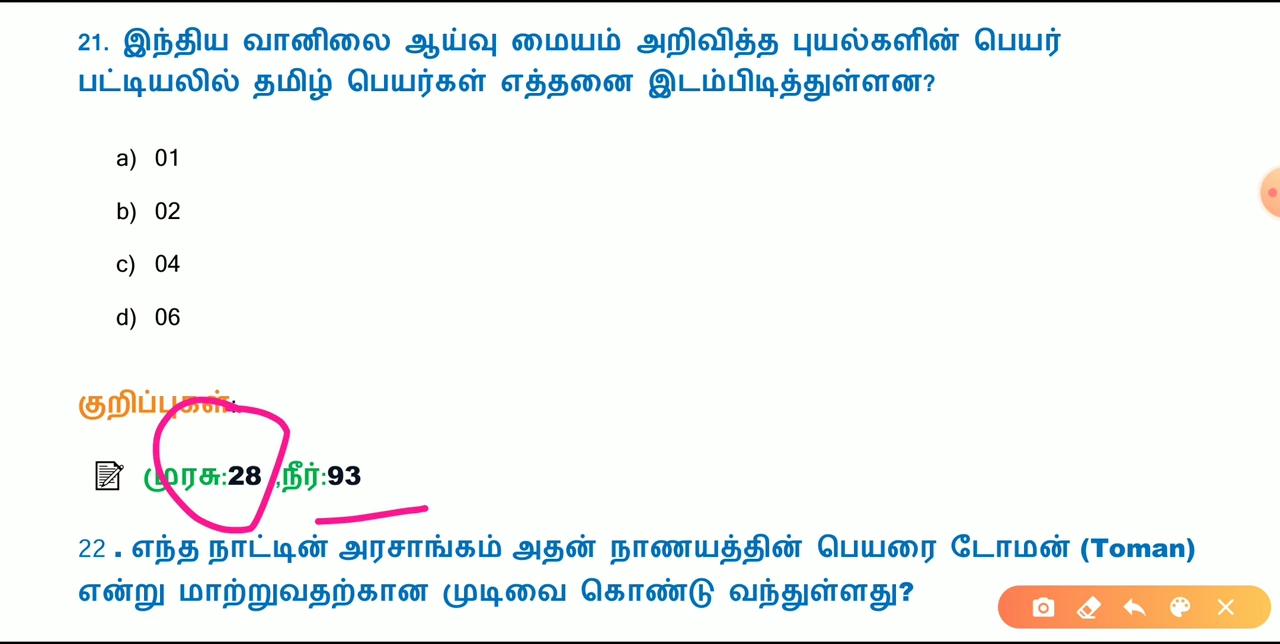 21. இந்திய வானிலை ஆய்வு மையம் அறிவித்த புயல்களின் பெயர்
பட்டியலில் தமிழ் பெயர்கள் எத்தனை இடம்பிடித்துள்ளன?
a) 01
b) 02
c) 04
d) 06
குறிப்புகள்:
முரசு:28 ,நீர்:93
22 . எந்த நாட்டின் அரசாங்கம் அதன் நாணயத்தின் பெயரை டோமன் (Toman)
என்று மாற்றுவதற்கான முடிவை கொண்டு வந்துள்ளது?